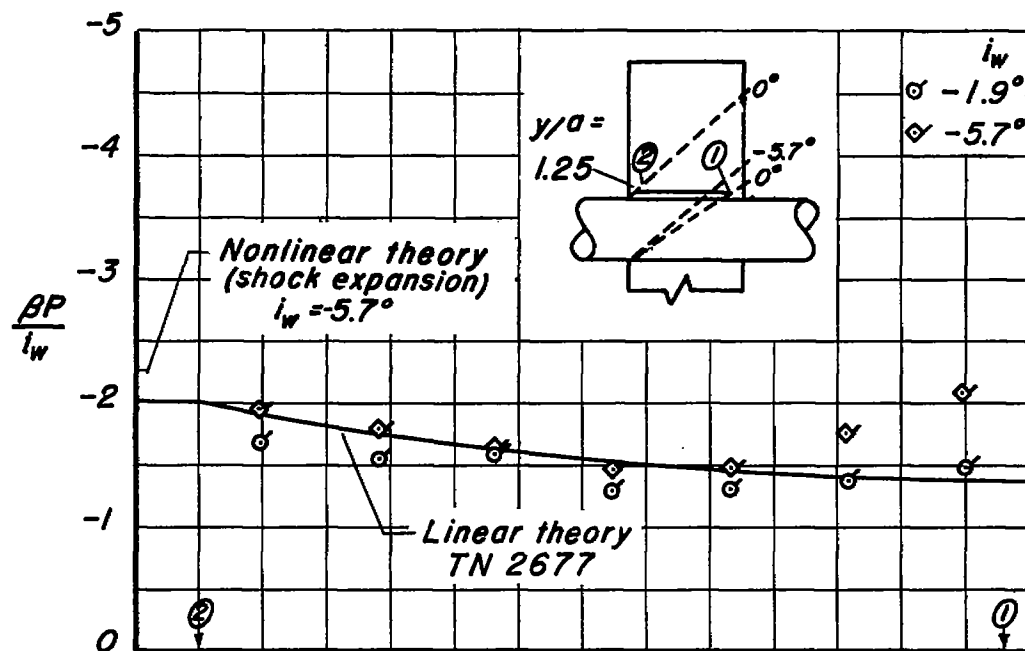 -5
-4
-3
-2
-1
0
βP
i_w
i_w
-1.9°
-5.7°
y/a =
1.25
②
①
0°
-5.7°
0°
Nonlinear theory
(shock expansion)
i_w =-5.7°
Linear theory
TN 2677
②
①